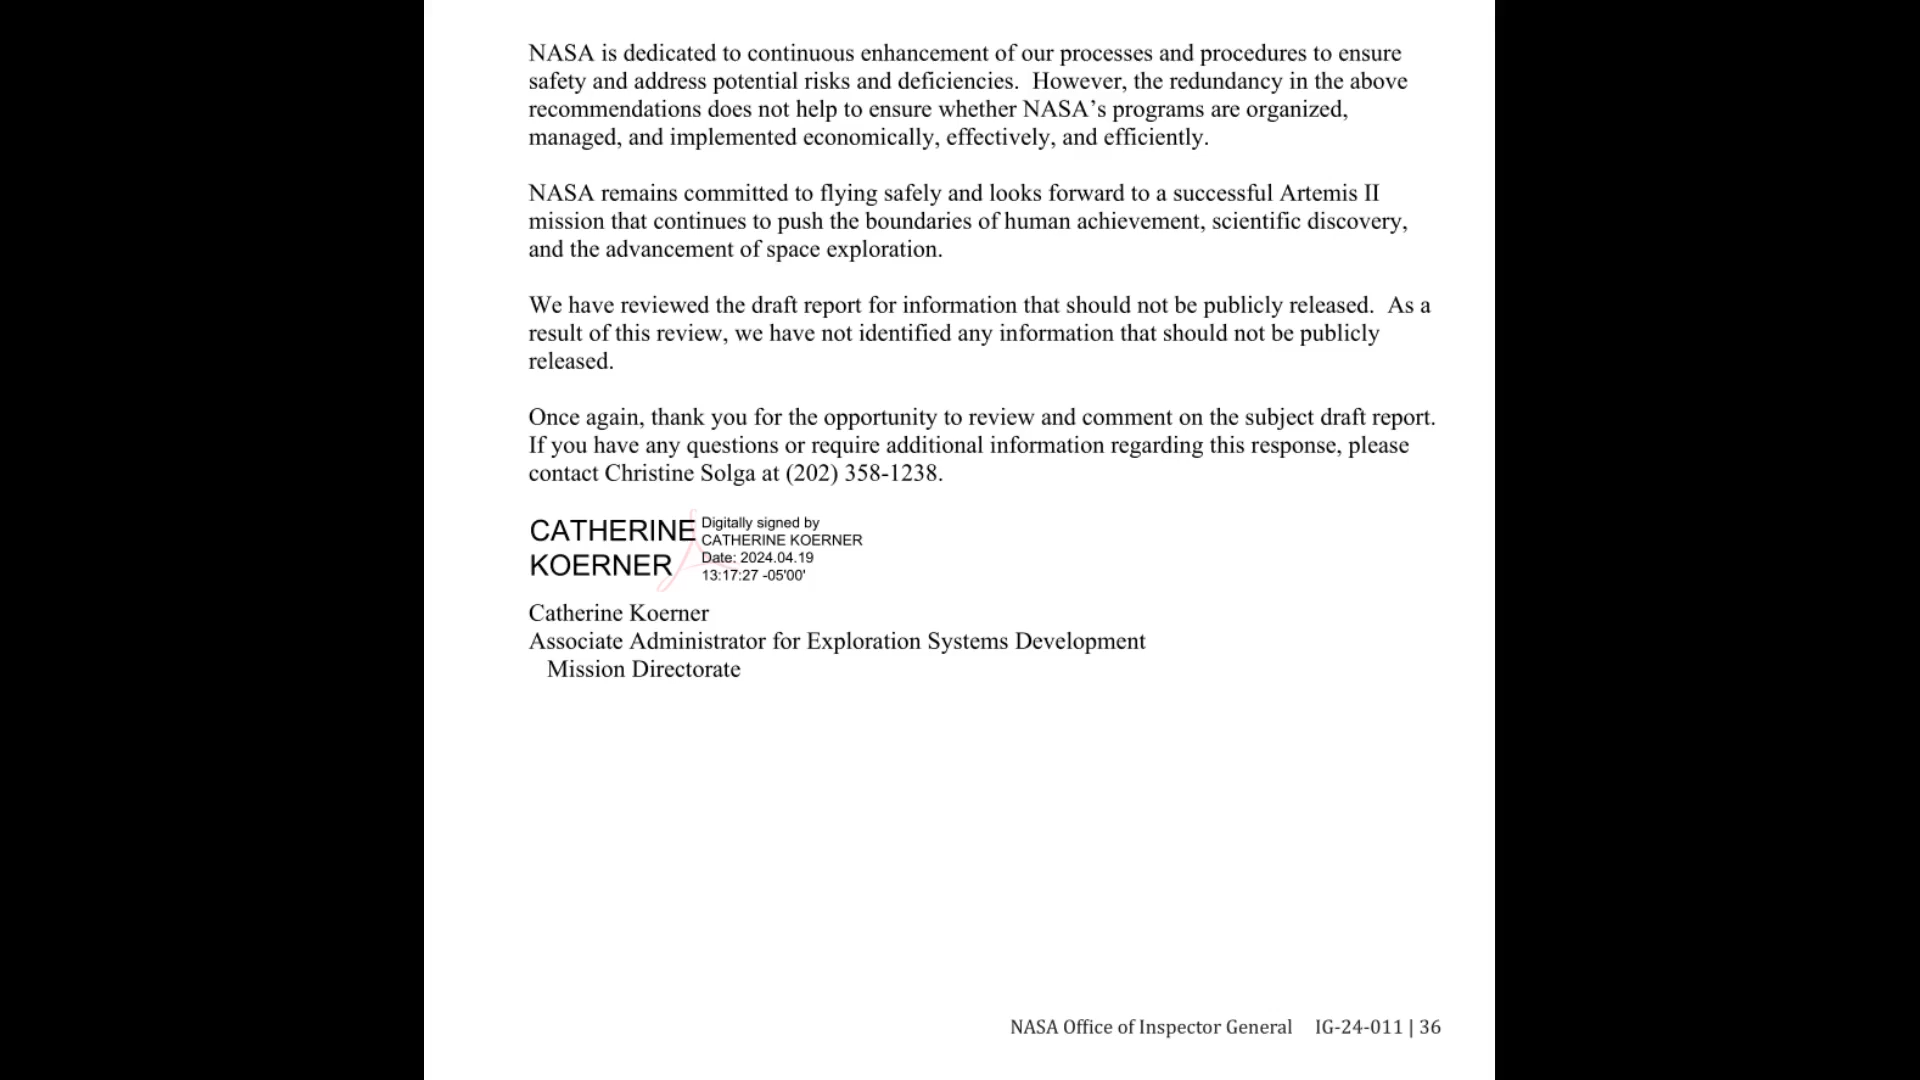 NASA is dedicated to continuous enhancement of our processes and procedures to ensure
safety and address potential risks and deficiencies.  However, the redundancy in the above
recommendations does not help to ensure whether NASA’s programs are organized,
managed, and implemented economically, effectively, and efficiently.
NASA remains committed to flying safely and looks forward to a successful Artemis II
mission that continues to push the boundaries of human achievement, scientific discovery,
and the advancement of space exploration.
We have reviewed the draft report for information that should not be publicly released.  As a
result of this review, we have not identified any information that should not be publicly
released.
Once again, thank you for the opportunity to review and comment on the subject draft report.
If you have any questions or require additional information regarding this response, please
contact Christine Solga at (202) 358-1238.
CATHERINE
KOERNER
Digitally signed by
CATHERINE KOERNER
Date: 2024.04.19
13:17:27 -05'00'
Catherine Koerner
Associate Administrator for Exploration Systems Development
Mission Directorate
NASA Office of Inspector General    IG-24-011 | 36